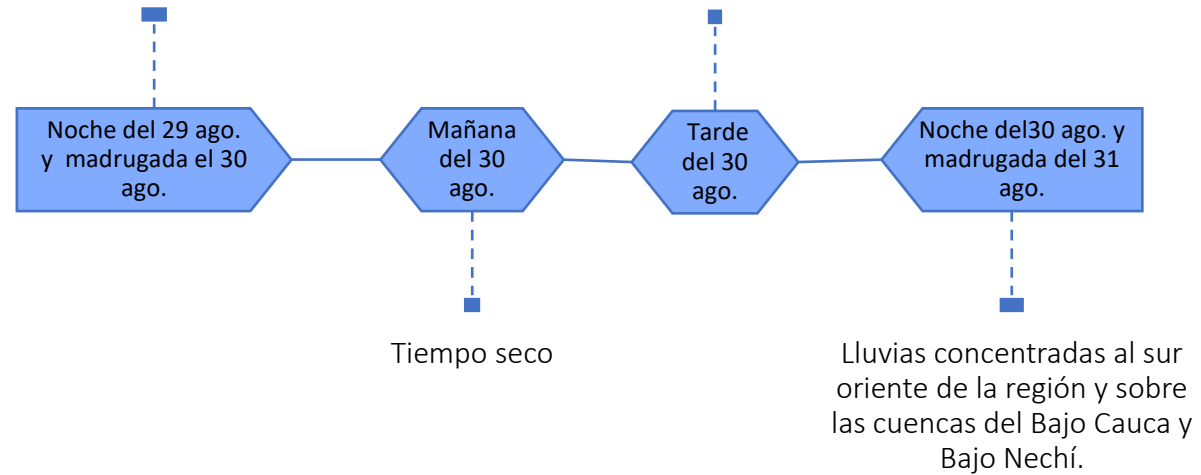 Noche del 29 ago.
y  madrugada el 30
ago.
Mañana
del 30
ago.
Tarde
del 30
ago.
Noche del30 ago. y
madrugada del 31
ago.
Tiempo seco
Lluvias concentradas al sur
oriente de la región y sobre
las cuencas del Bajo Cauca y
Bajo Nechí.